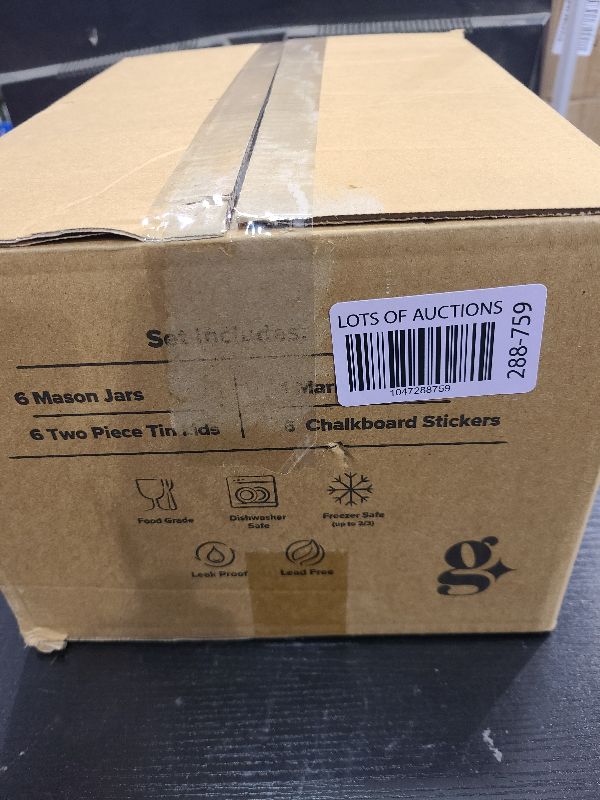 Set includes:
LOTS OF AUCTIONS
1047288759
288-759
6 Mason Jars
6 Two Piece Tin
6 Chalkboard Stickers
Food Grade
Dishwasher
Safe
Freezer Safe
(up to 2/3)
Leak Proof
Lead Free
g